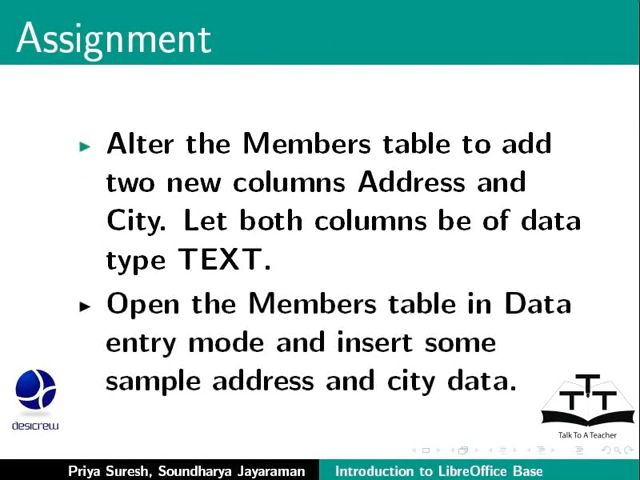 Assignment
Alter the Members table to add
two new columns Address and
City. Let both columns be of data
type TEXT.
Open the Members table in Data
entry mode and insert some
sample address and city data.
desicrew
TTT
Talk To A Teacher
Priya Suresh, Soundharya Jayaraman
Introduction to LibreOffice Base